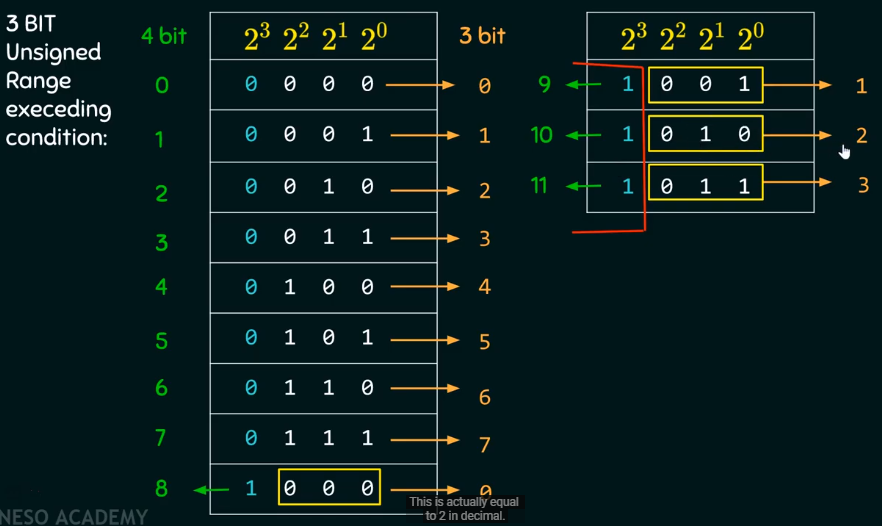 3 BIT
Unsigned
Range
execeding
condition:
4 bit 2³ 2² 2¹ 2⁰ 3 bit
0 0 0 0 0 0
1 0 0 0 1 1
2 0 0 1 0 2
3 0 0 1 1 3
4 0 1 0 0 4
5 0 1 0 1 5
6 0 1 1 0 6
7 0 1 1 1 7
8 1 0 0 0 0
2³ 2² 2¹ 2⁰
9 1 0 0 1 1
10 1 0 1 0 2
11 1 0 1 1 3
This is actually equal
to 2 in decimal.
NESO ACADEMY